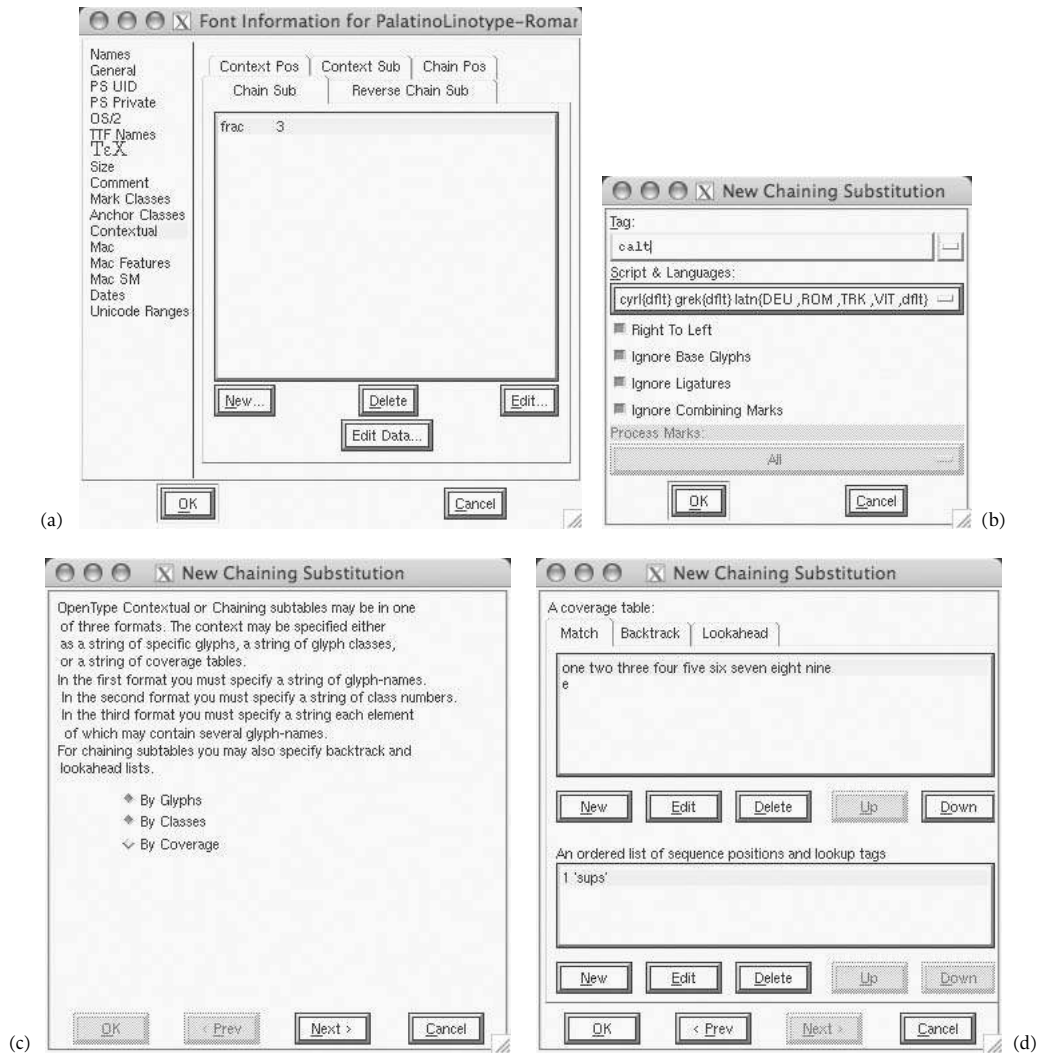 Font Information for PalatinoLinotype-Romar
Names
General
PS UID
PS Private
OS/2
TTF Names
TεX
Size
Comment
Mark Classes
Anchor Classes
Contextual
Mac
Mac Features
Mac SM
Dates
Unicode Ranges
Context Pos Context Sub Chain Pos
Chain Sub Reverse Chain Sub
frac 3
New... Delete Edit...
Edit Data...
OK Cancel
(a)
New Chaining Substitution
Tag:
calt
Script & Languages:
cyrl{dflt} grek{dflt} latn{DEU ,ROM ,TRK ,VIT ,dflt}
Right To Left
Ignore Base Glyphs
Ignore Ligatures
Ignore Combining Marks
Process Marks:
All
OK Cancel
(b)
New Chaining Substitution
OpenType Contextual or Chaining subtables may be in one
of three formats. The context may be specified either
as a string of specific glyphs, a string of glyph classes,
or a string of coverage tables.
In the first format you must specify a string of glyph-names.
In the second format you must specify a string of class numbers.
In the third format you must specify a string each element
of which may contain several glyph-names.
For chaining subtables you may also specify backtrack and
lookahead lists.
By Glyphs
By Classes
By Coverage
OK < Prev Next > Cancel
(c)
New Chaining Substitution
A coverage table:
Match Backtrack Lookahead
one two three four five six seven eight nine
e
New Edit Delete Up Down
An ordered list of sequence positions and lookup tags
1 'sups'
New Edit Delete Up Down
OK < Prev Next > Cancel
(d)